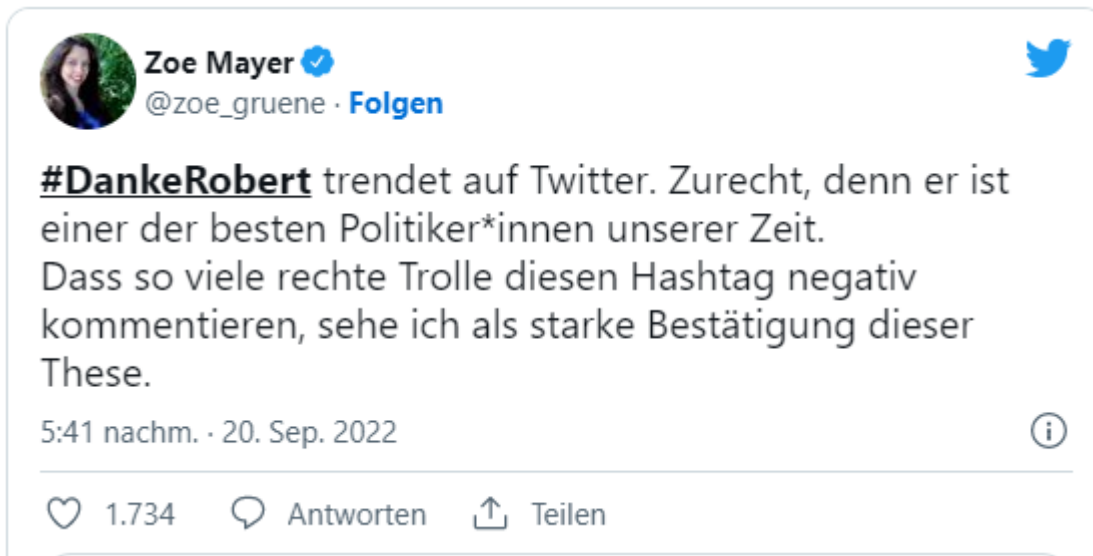 Zoe Mayer
@zoe_gruene · Folgen
#DankeRobert trendet auf Twitter. Zurecht, denn er ist
einer der besten Politiker*innen unserer Zeit.
Dass so viele rechte Trolle diesen Hashtag negativ
kommentieren, sehe ich als starke Bestätigung dieser
These.
5:41 nachm. · 20. Sep. 2022
1.734 Antworten Teilen